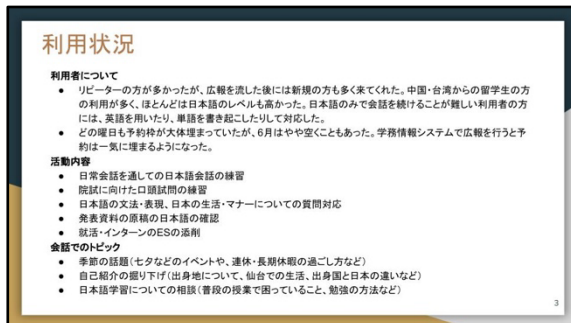 利用状況
利用者について
● リピーターの方が多かったが、広報を流した後には新規の方も多く来てくれた。中国・台湾からの留学生の方
の利用が多く、ほとんどは日本語のレベルも高かった。日本語のみで会話を続けることが難しい利用者の方
には、英語を用いたり、単語を書き起こしたりして対応した。
● どの曜日も予約枠が大体埋まっていたが、6月はやや空くこともあった。学務情報システムで広報を行うと予
約は一気に埋まるようになった。
活動内容
● 日常会話を通しての日本語会話の練習
● 院試に向けた口頭試問の練習
● 日本語の文法・表現、日本の生活・マナーについての質問対応
● 発表資料の原稿の日本語の確認
● 就活・インターンのESの添削
会話でのトピック
● 季節の話題(七夕などのイベントや、連休・長期休暇の過ごし方など)
● 自己紹介の掘り下げ(出身地について、仙台での生活、出身国と日本の違いなど)
● 日本語学習についての相談(普段の授業で困っていること、勉強の方法など)
3